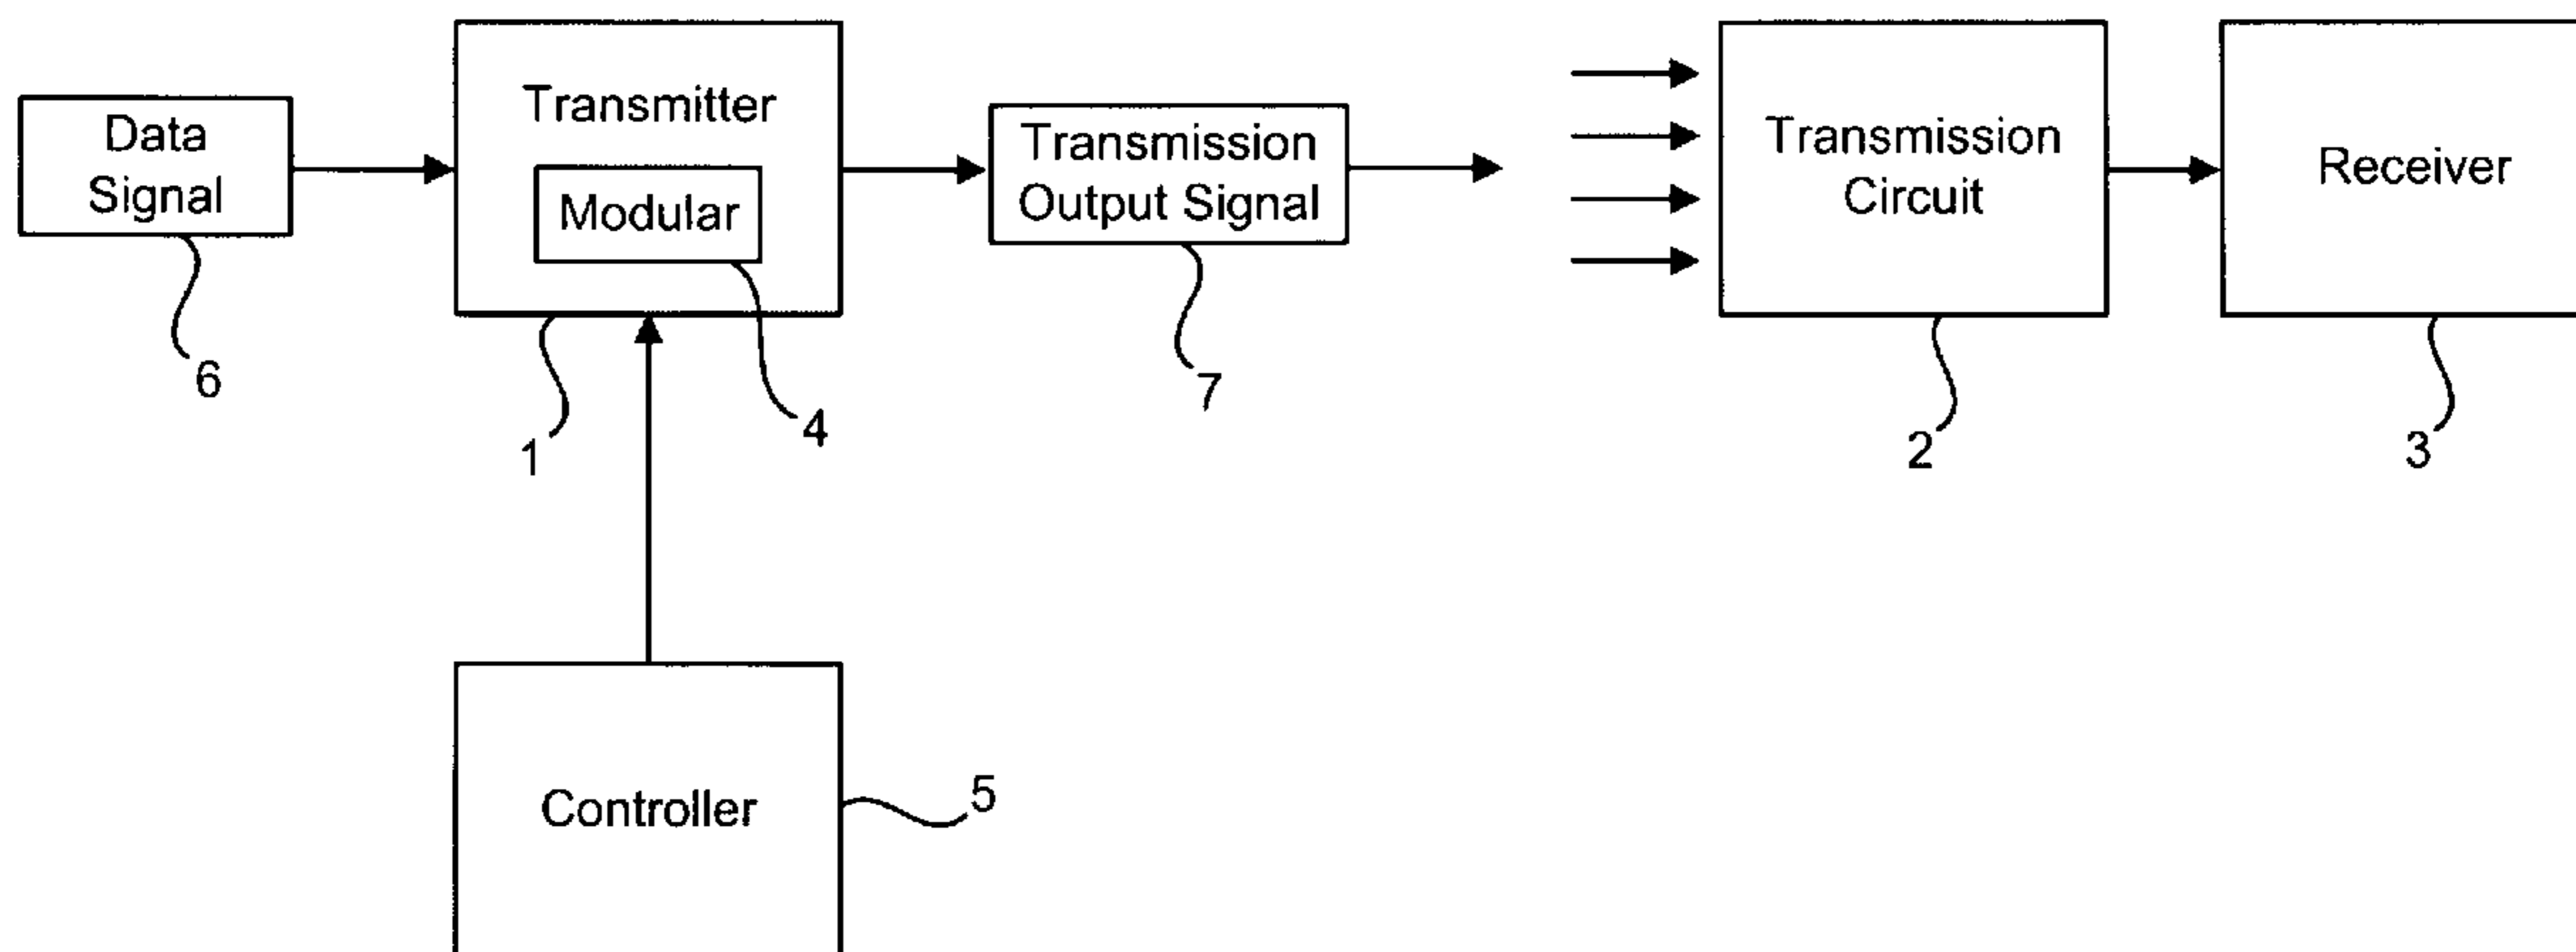 Data
Signal
6
Transmitter
Modular
1
4
Transmission
Output Signal
7
Transmission
Circuit
2
Receiver
3
Controller
5